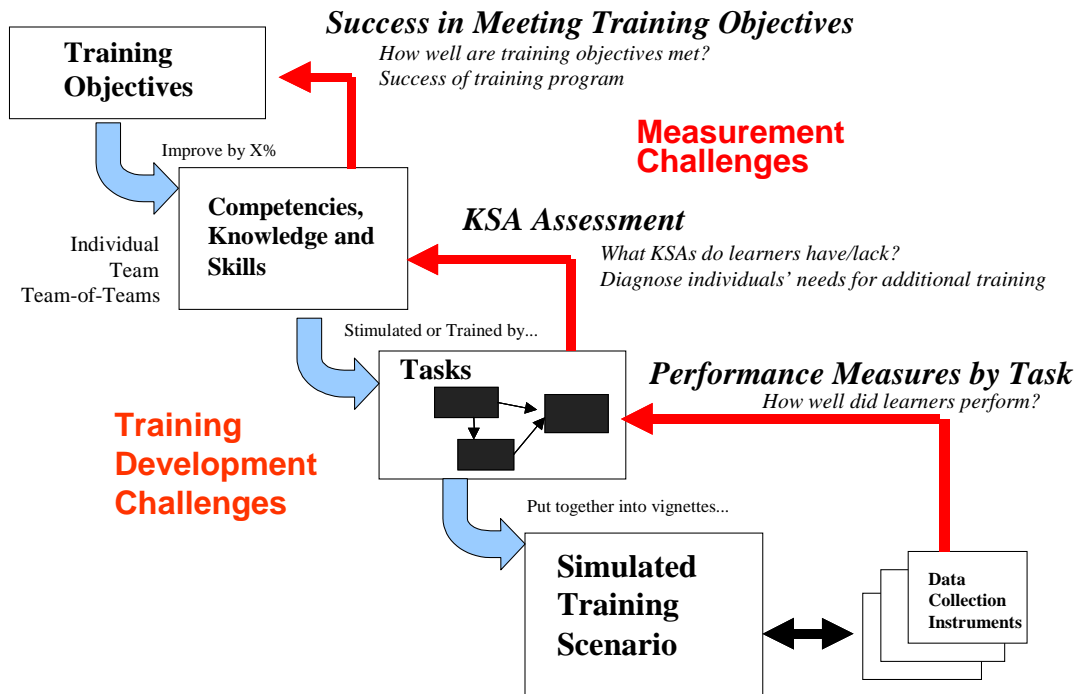 Success in Meeting Training Objectives
How well are training objectives met?
Success of training program
Training
Objectives
Measurement
Challenges
Improve by X%
Competencies,
Knowledge and
Skills
KSA Assessment
What KSAs do learners have/lack?
Diagnose individuals’ needs for additional training
Individual
Team
Team-of-Teams
Stimulated or Trained by...
Tasks
Performance Measures by Task
How well did learners perform?
Training
Development
Challenges
Put together into vignettes...
Simulated
Training
Scenario
Data
Collection
Instruments